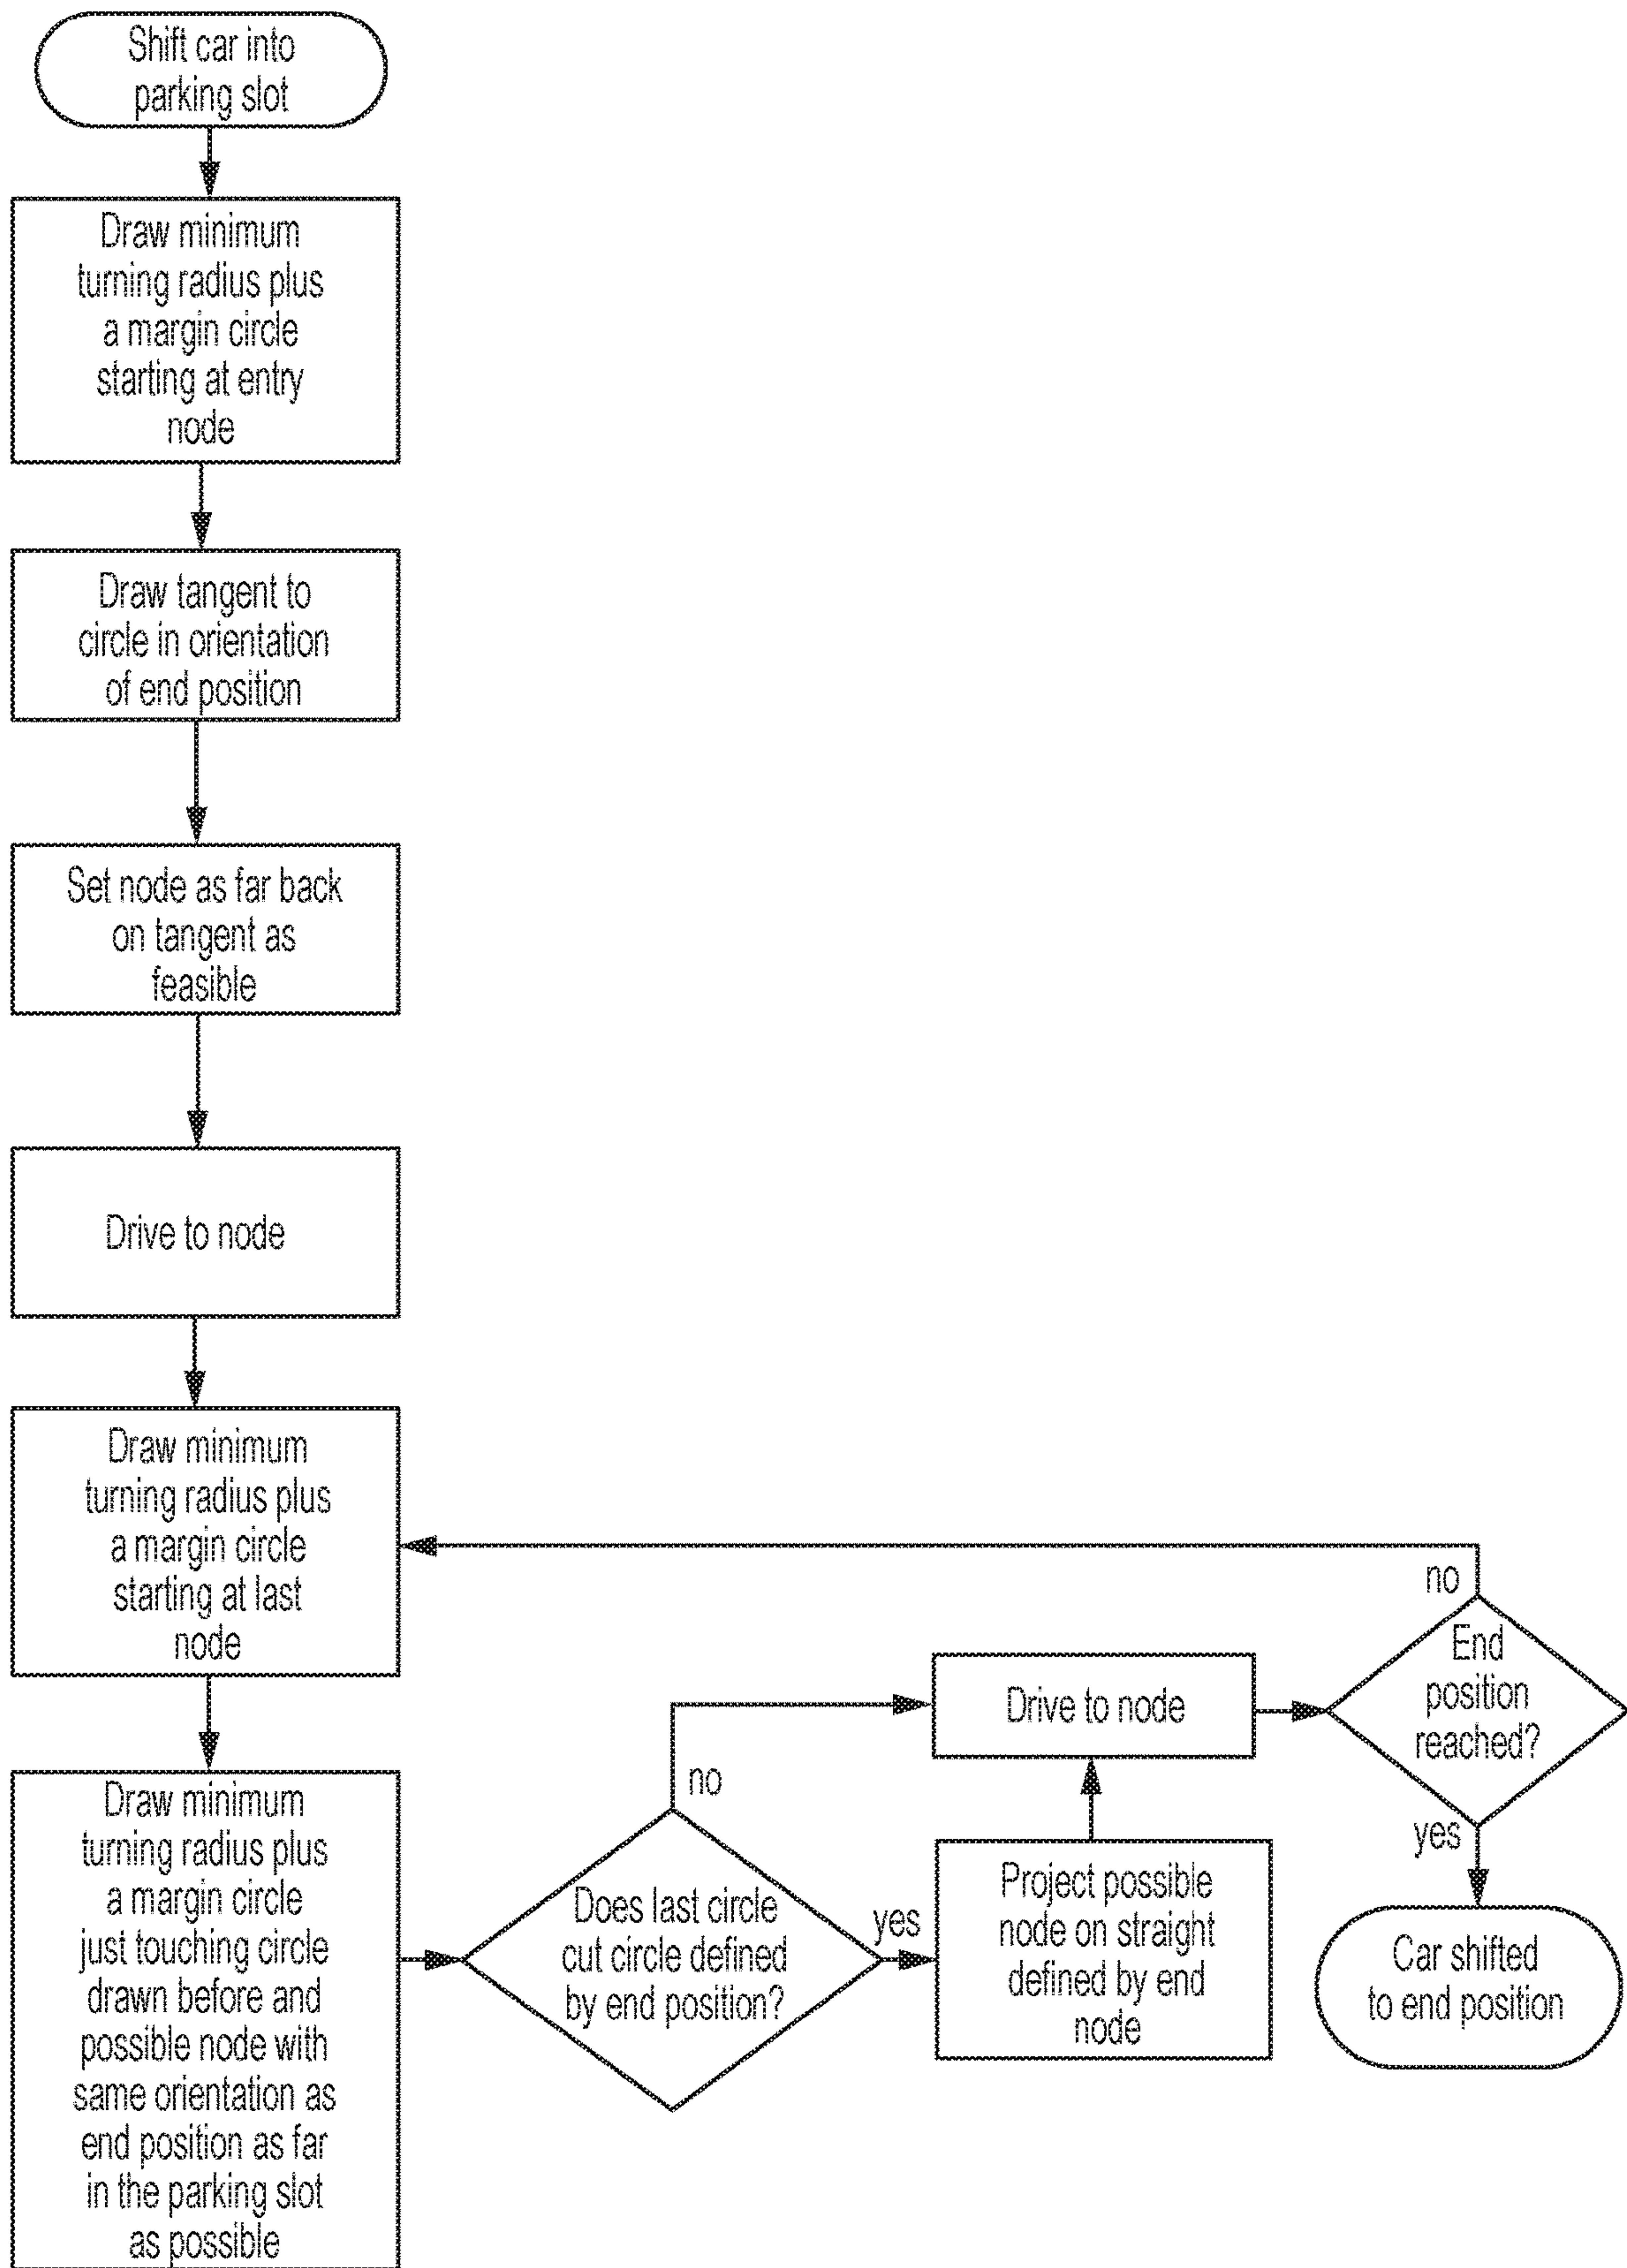 Shift car into
parking slot
Draw minimum
turning radius plus
a margin circle
starting at entry
node
Draw tangent to
circle in orientation
of end position
Set node as far back
on tangent as
feasible
Drive to node
Draw minimum
turning radius plus
a margin circle
starting at last
node
Draw minimum
turning radius plus
a margin circle
just touching circle
drawn before and
possible node with
same orientation as
end position as far
in the parking slot
as possible
Does last circle
cut circle defined
by end position?
no
yes
Project possible
node on straight
defined by end
node
Drive to node
End
position
reached?
no
yes
Car shifted
to end position